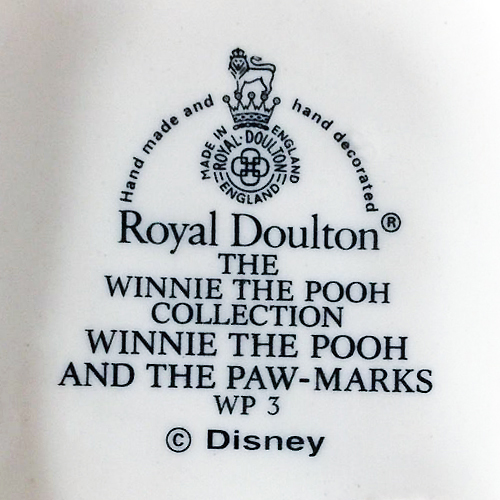 Hand made and hand decorated
MADE IN ENGLAND
ROYAL·DOULTON
ENGLAND
Royal Doulton®
THE
WINNIE THE POOH
COLLECTION
WINNIE THE POOH
AND THE PAW-MARKS
WP 3
© Disney